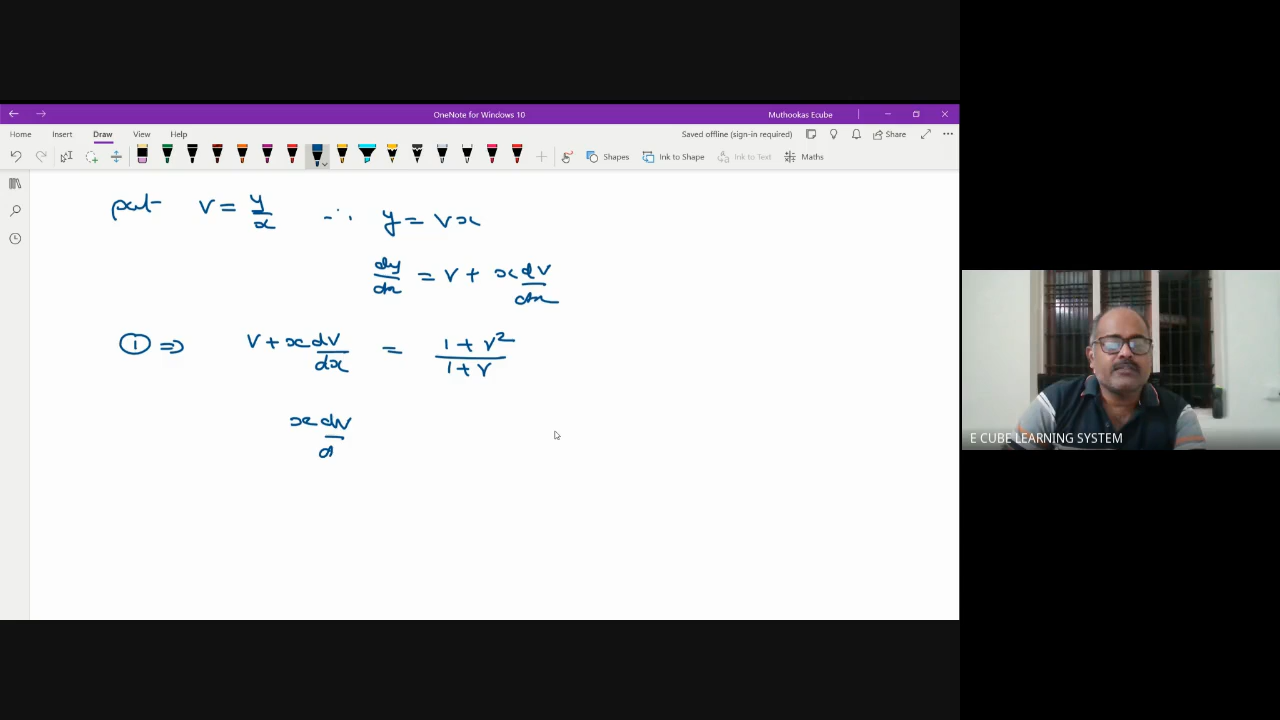 OneNote for Windows 10
Muthookas Ecube
Home Insert Draw View Help
Saved offline (sign-in required)
Share
Shapes
Ink to Shape
Ink to Text
Maths
put v = y/x ∴ y = vx
dy/dx = v + x dv/dx
① ⇒ v + x dv/dx = 1 + v²/1 + v
x dv/d
E CUBE LEARNING SYSTEM